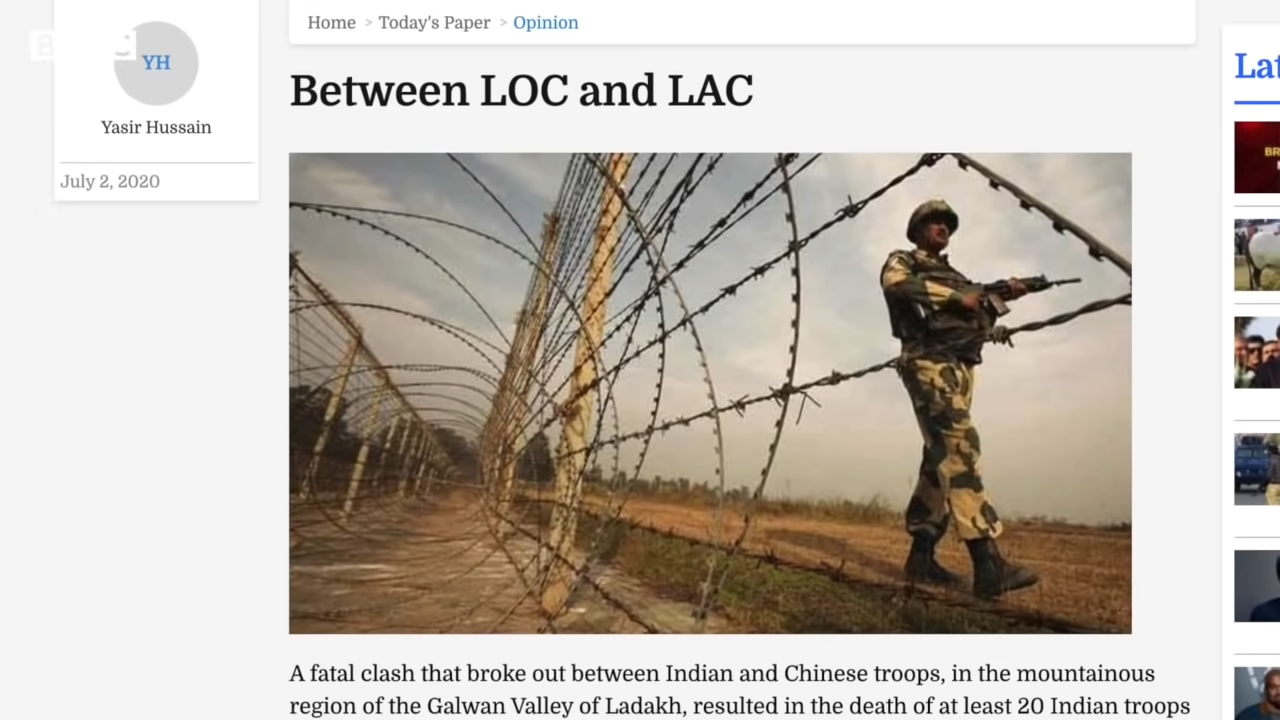 Home > Today's Paper > Opinion
YH
Yasir Hussain
July 2, 2020
Between LOC and LAC
A fatal clash that broke out between Indian and Chinese troops, in the mountainous
region of the Galwan Valley of Ladakh, resulted in the death of at least 20 Indian troops
Lat
BR